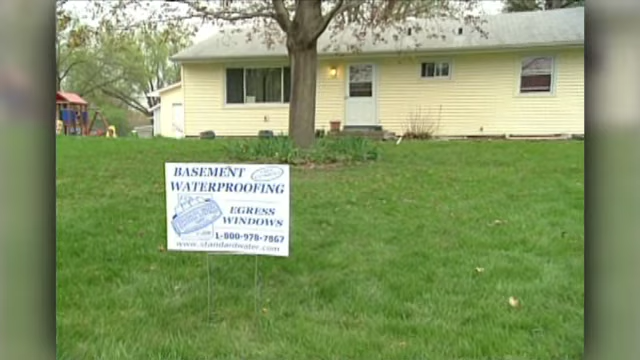 BASEMENT
WATERPROOFING
EGRESS
WINDOWS
1-800-978-7867
www.standardwater.com